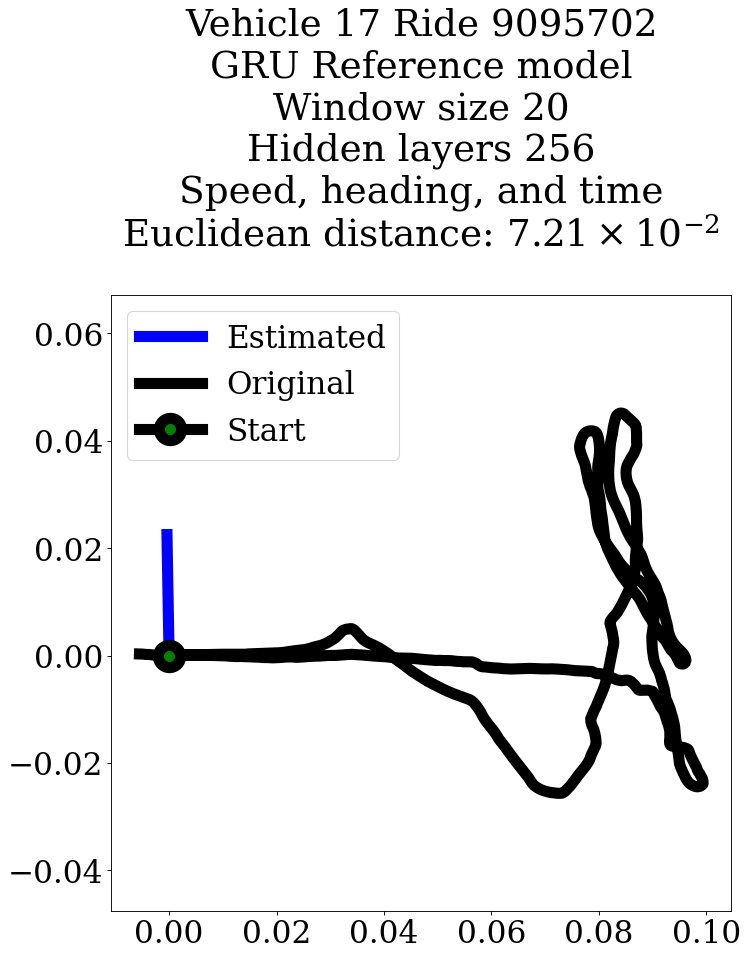 Vehicle 17 Ride 9095702
GRU Reference model
Window size 20
Hidden layers 256
Speed, heading, and time
Euclidean distance: 7.21 × 10⁻²
Estimated
Original
Start
0.06
0.04
0.02
0.00
−0.02
−0.04
0.00 0.02 0.04 0.06 0.08 0.10